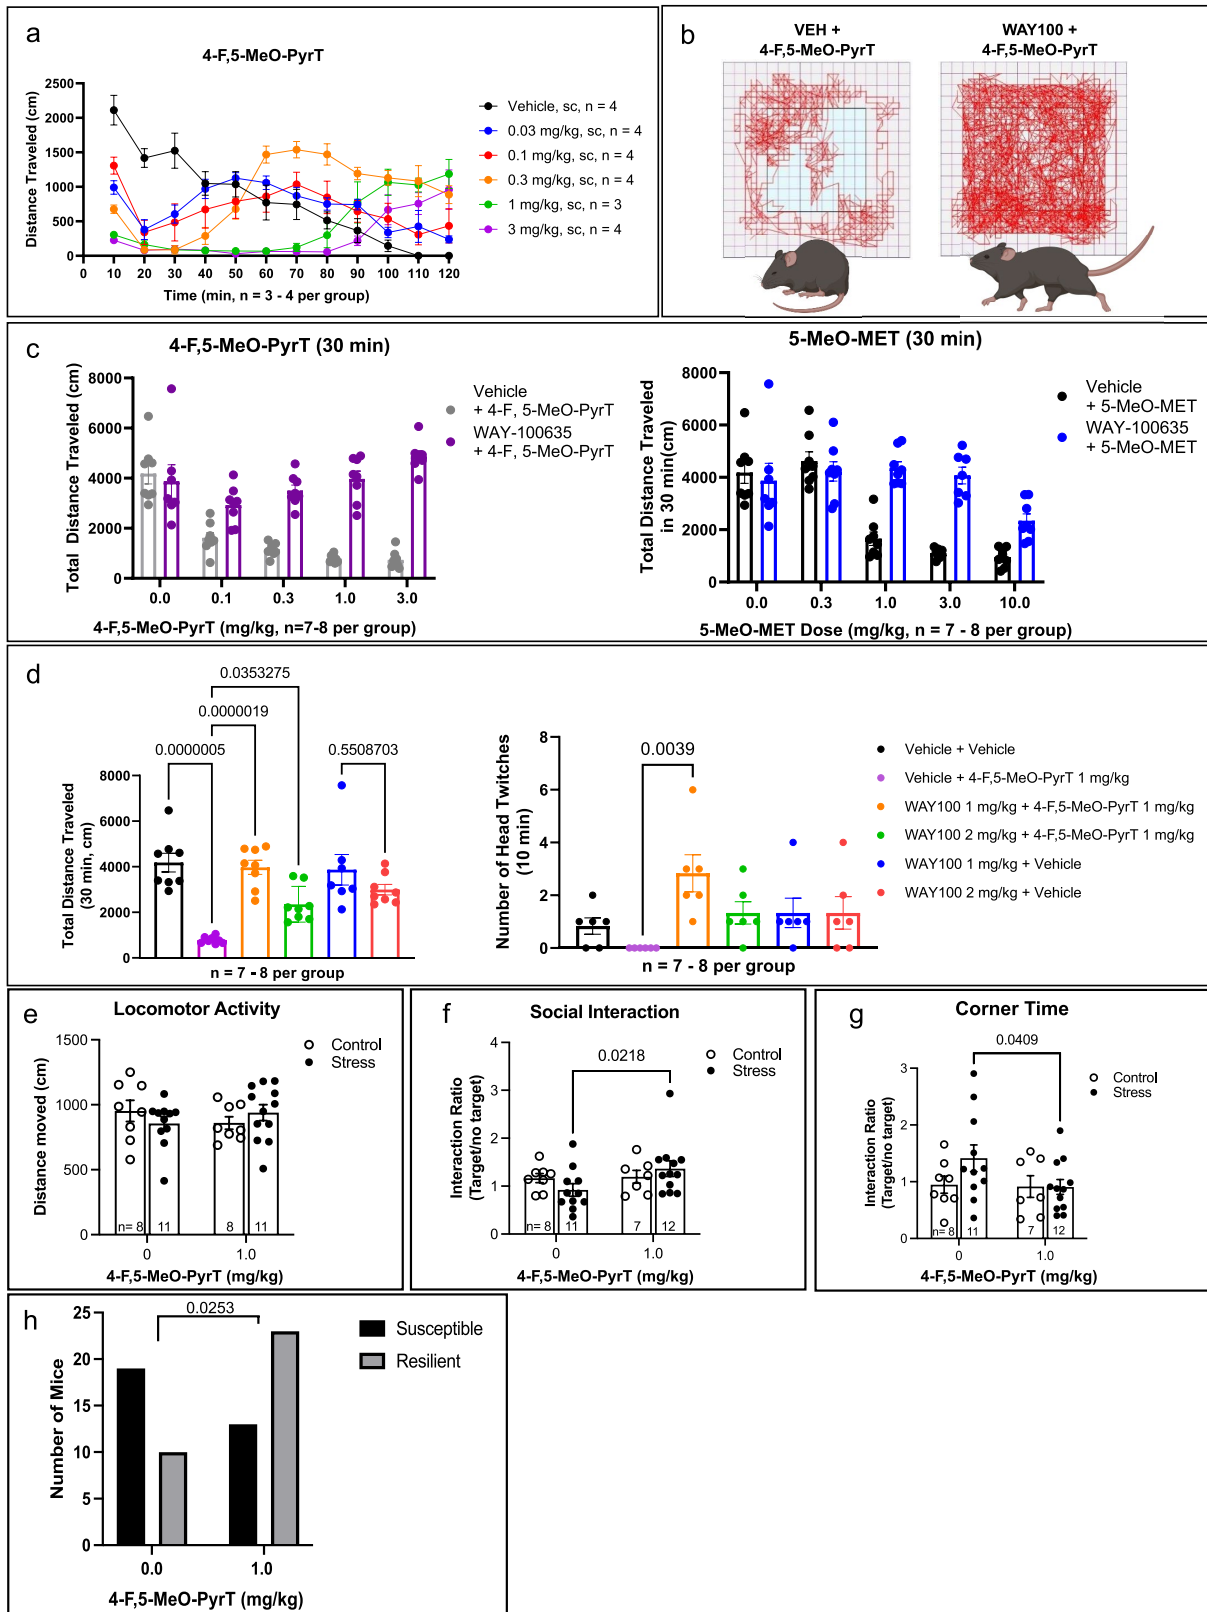 a
4-F,5-MeO-PyrT
Distance Traveled (cm)
2500
2000
1500
1000
500
0
0 10 20 30 40 50 60 70 80 90 100 110 120
Time (min, n = 3 - 4 per group)
Vehicle, sc, n = 4
0.03 mg/kg, sc, n = 4
0.1 mg/kg, sc, n = 4
0.3 mg/kg, sc, n = 4
1 mg/kg, sc, n = 3
3 mg/kg, sc, n = 4
b
VEH +
4-F,5-MeO-PyrT
WAY100 +
4-F,5-MeO-PyrT
c
4-F,5-MeO-PyrT (30 min)
Total Distance Traveled (cm)
8000
6000
4000
2000
0
0.0 0.1 0.3 1.0 3.0
4-F,5-MeO-PyrT (mg/kg, n=7-8 per group)
Vehicle
+ 4-F, 5-MeO-PyrT
WAY-100635
+ 4-F, 5-MeO-PyrT
5-MeO-MET (30 min)
Total Distance Traveled
in 30 min(cm)
8000
6000
4000
2000
0
0.0 0.3 1.0 3.0 10.0
5-MeO-MET Dose (mg/kg, n = 7 - 8 per group)
Vehicle
+ 5-MeO-MET
WAY-100635
+ 5-MeO-MET
d
0.0353275
0.0000019
0.0000005
0.5508703
Total Distance Traveled
(30 min, cm)
8000
6000
4000
2000
0
n = 7 - 8 per group
Number of Head Twitches
(10 min)
8
6
4
2
0
0.0039
n = 7 - 8 per group
Vehicle + Vehicle
Vehicle + 4-F,5-MeO-PyrT 1 mg/kg
WAY100 1 mg/kg + 4-F,5-MeO-PyrT 1 mg/kg
WAY100 2 mg/kg + 4-F,5-MeO-PyrT 1 mg/kg
WAY100 1 mg/kg + Vehicle
WAY100 2 mg/kg + Vehicle
e
Locomotor Activity
Distance moved (cm)
1500
1000
500
0
n= 8 11 8 11
0 1.0
4-F,5-MeO-PyrT (mg/kg)
Control
Stress
f
Social Interaction
Interaction Ratio
(Target/no target)
4
3
2
1
0
0.0218
n= 8 11 7 12
0 1.0
4-F,5-MeO-PyrT (mg/kg)
Control
Stress
g
Corner Time
Interaction Ratio
(Target/no target)
3
2
1
0
0.0409
n= 8 11 7 12
0 1.0
4-F,5-MeO-PyrT (mg/kg)
Control
Stress
h
Number of Mice
25
20
15
10
5
0
0.0253
0.0 1.0
4-F,5-MeO-PyrT (mg/kg)
Susceptible
Resilient